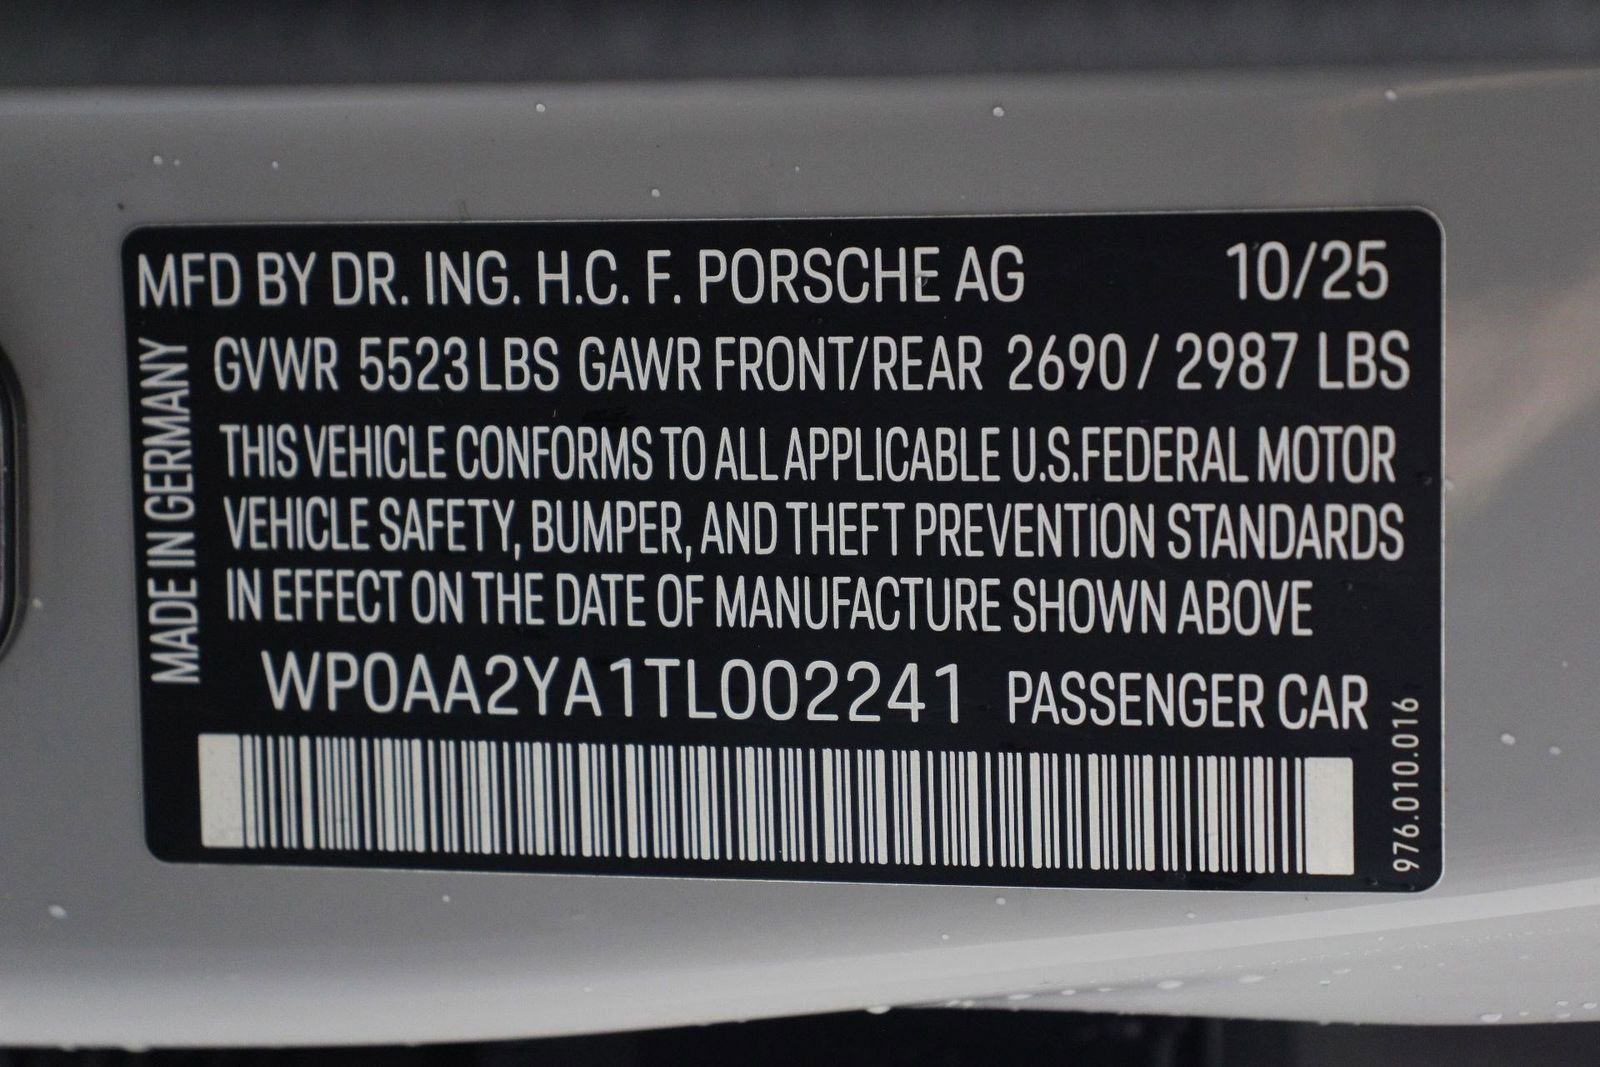 MFD BY DR. ING. H.C. F. PORSCHE AG 10/25
GVWR 5523 LBS GAWR FRONT/REAR 2690 / 2987 LBS
THIS VEHICLE CONFORMS TO ALL APPLICABLE U.S.FEDERAL MOTOR
VEHICLE SAFETY, BUMPER, AND THEFT PREVENTION STANDARDS
IN EFFECT ON THE DATE OF MANUFACTURE SHOWN ABOVE
WP0AA2YA1TL002241 PASSENGER CAR
MADE IN GERMANY
976.010.016